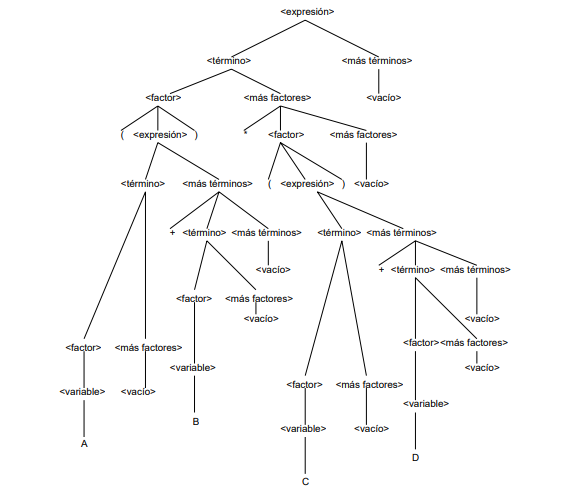 <expresión>
<término> <más términos>
<factor> <más factores> <vacío>
( <expresión> ) * <factor> <más factores>
<término> <más términos> ( <expresión> ) <vacío>
+ <término> <más términos> <término> <más términos>
<vacío> + <término> <más términos>
<factor> <más factores>
<vacío> <vacío>
<factor> <más factores> <factor> <más factores>
<variable> <vacío>
<factor> <más factores>
<variable> <vacío> <variable>
B <vacío>
<variable>
A D
C